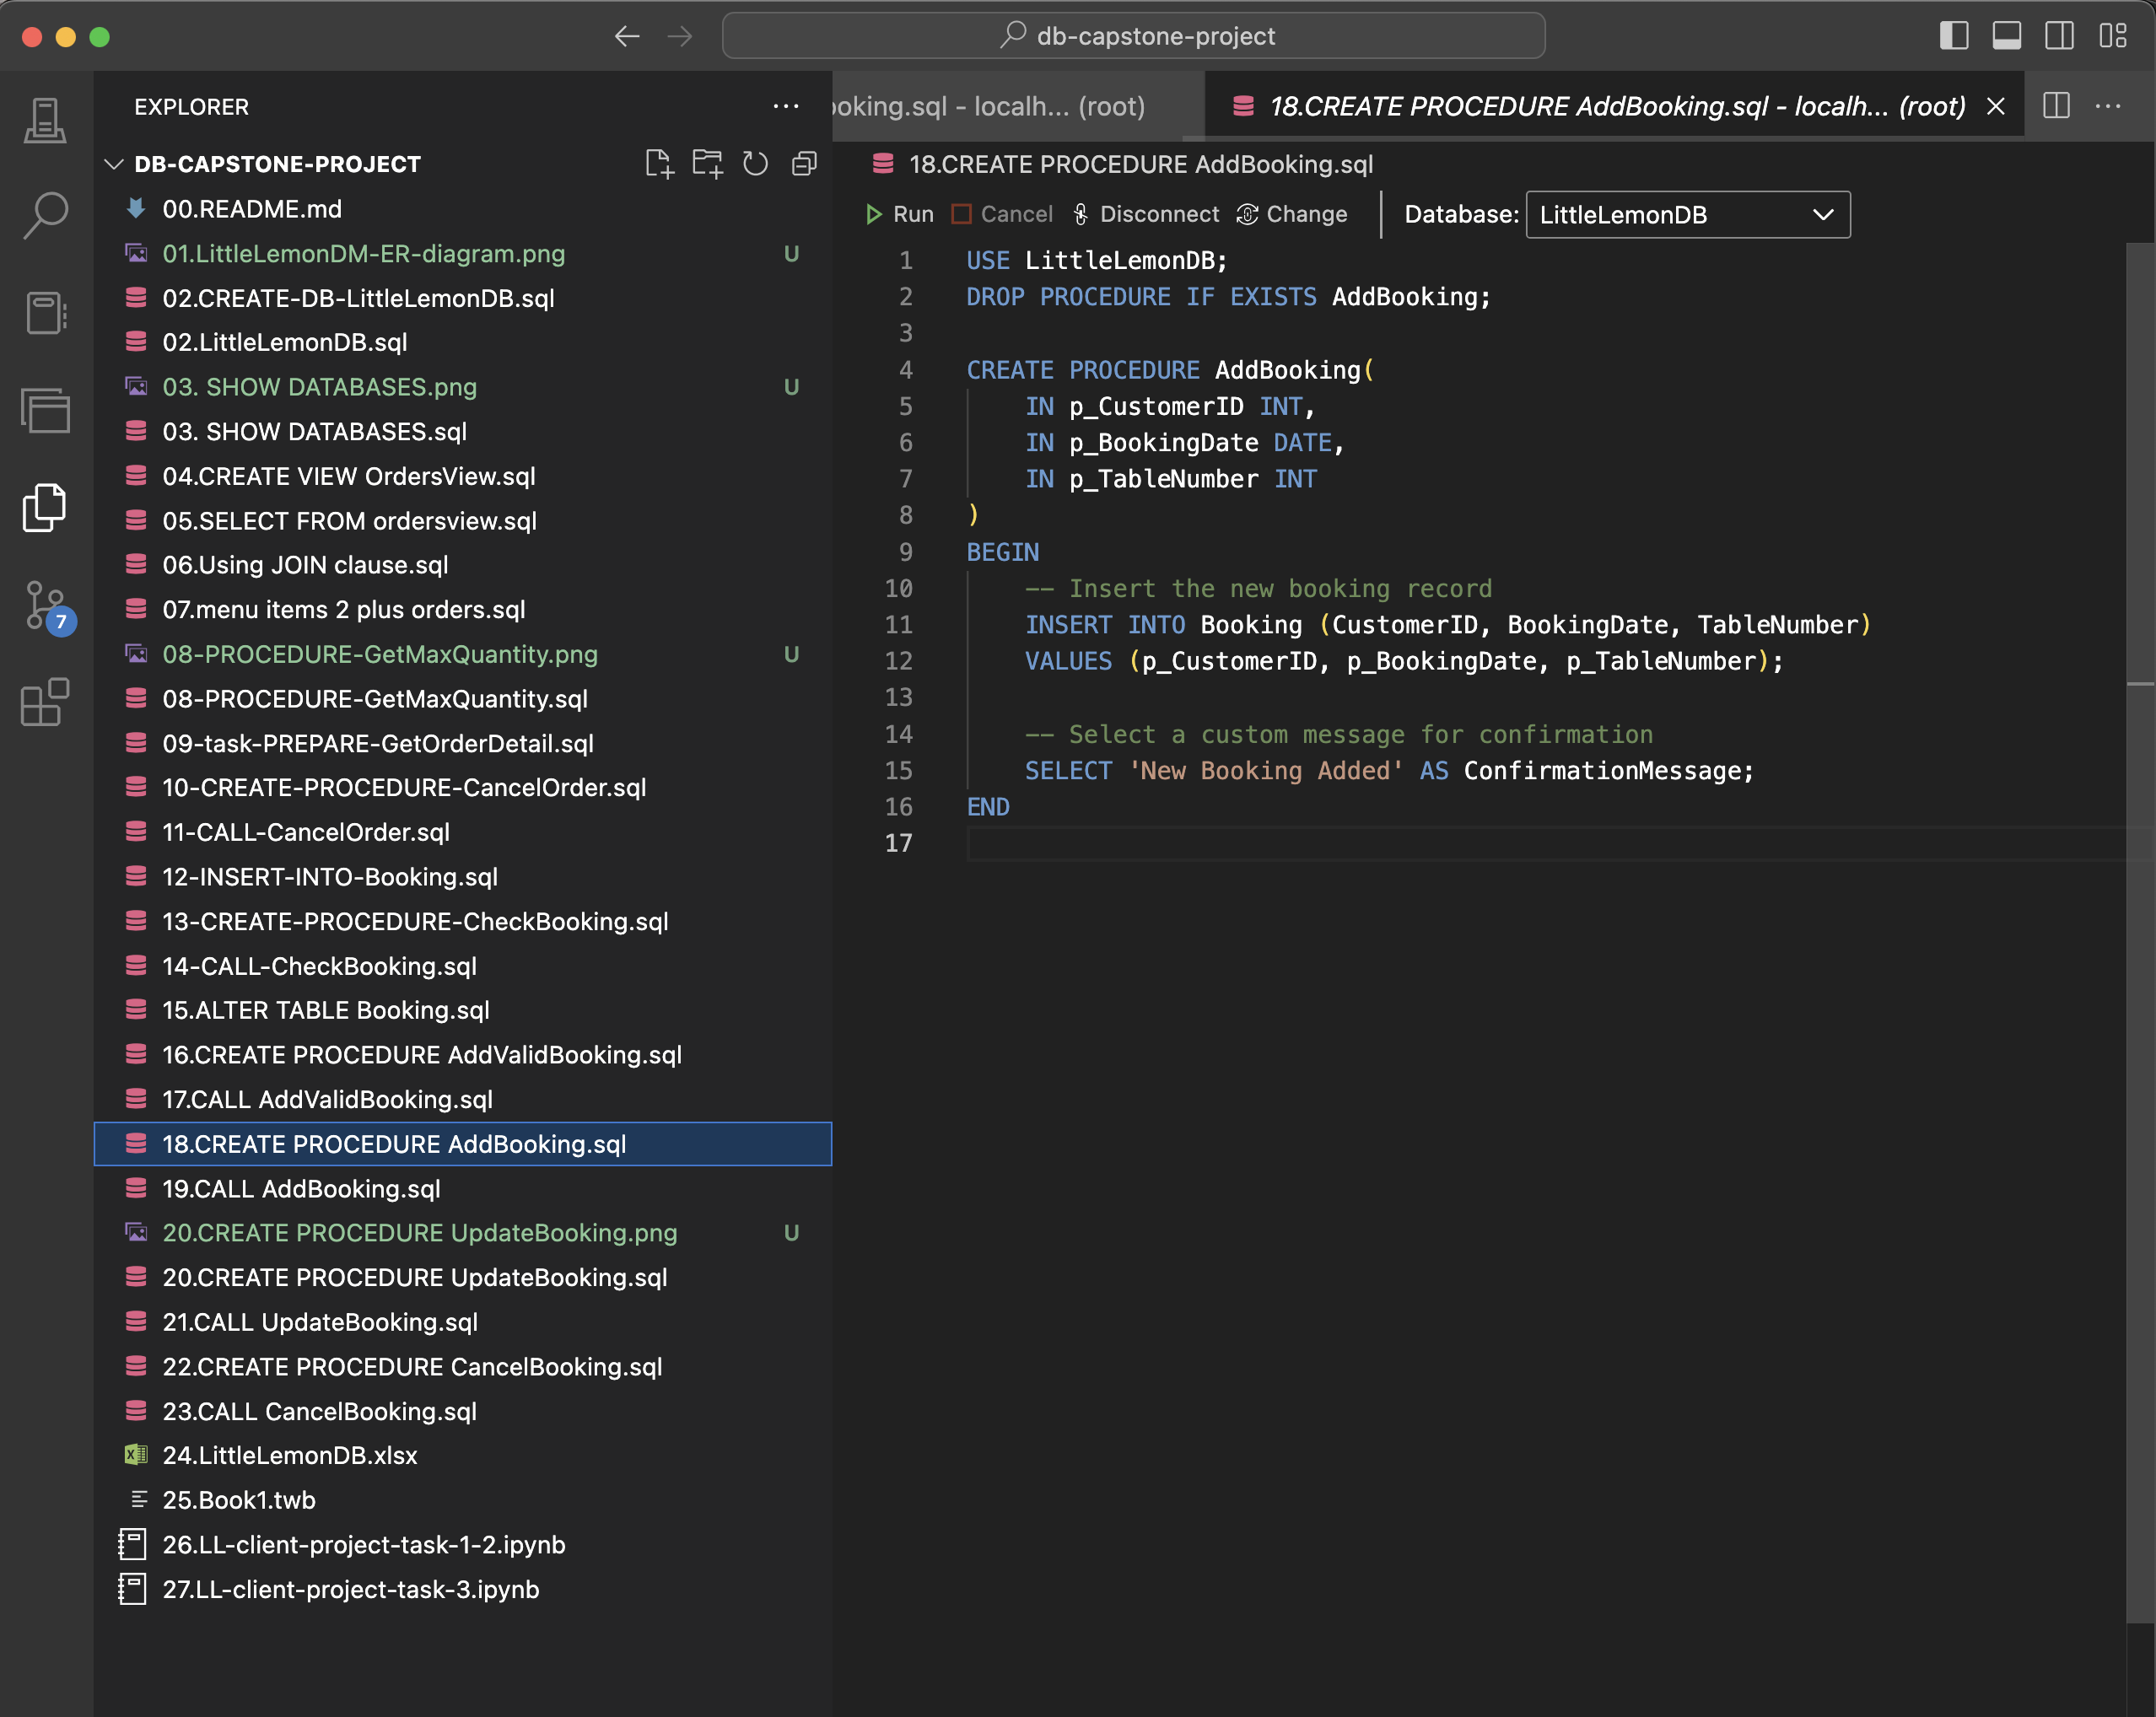 db-capstone-project
EXPLORER
DB-CAPSTONE-PROJECT
00.README.md
01.LittleLemonDM-ER-diagram.png U
02.CREATE-DB-LittleLemonDB.sql
02.LittleLemonDB.sql
03. SHOW DATABASES.png U
03. SHOW DATABASES.sql
04.CREATE VIEW OrdersView.sql
05.SELECT FROM ordersview.sql
06.Using JOIN clause.sql
07.menu items 2 plus orders.sql
08-PROCEDURE-GetMaxQuantity.png U
08-PROCEDURE-GetMaxQuantity.sql
09-task-PREPARE-GetOrderDetail.sql
10-CREATE-PROCEDURE-CancelOrder.sql
11-CALL-CancelOrder.sql
12-INSERT-INTO-Booking.sql
13-CREATE-PROCEDURE-CheckBooking.sql
14-CALL-CheckBooking.sql
15.ALTER TABLE Booking.sql
16.CREATE PROCEDURE AddValidBooking.sql
17.CALL AddValidBooking.sql
18.CREATE PROCEDURE AddBooking.sql
19.CALL AddBooking.sql
20.CREATE PROCEDURE UpdateBooking.png U
20.CREATE PROCEDURE UpdateBooking.sql
21.CALL UpdateBooking.sql
22.CREATE PROCEDURE CancelBooking.sql
23.CALL CancelBooking.sql
24.LittleLemonDB.xlsx
25.Book1.twb
26.LL-client-project-task-1-2.ipynb
27.LL-client-project-task-3.ipynb
7
ooking.sql - localh... (root)
18.CREATE PROCEDURE AddBooking.sql - localh... (root)
18.CREATE PROCEDURE AddBooking.sql
Run Cancel Disconnect Change Database: LittleLemonDB
1 USE LittleLemonDB;
2 DROP PROCEDURE IF EXISTS AddBooking;
3
4 CREATE PROCEDURE AddBooking(
5 IN p_CustomerID INT,
6 IN p_BookingDate DATE,
7 IN p_TableNumber INT
8 )
9 BEGIN
10 -- Insert the new booking record
11 INSERT INTO Booking (CustomerID, BookingDate, TableNumber)
12 VALUES (p_CustomerID, p_BookingDate, p_TableNumber);
13
14 -- Select a custom message for confirmation
15 SELECT 'New Booking Added' AS ConfirmationMessage;
16 END
17